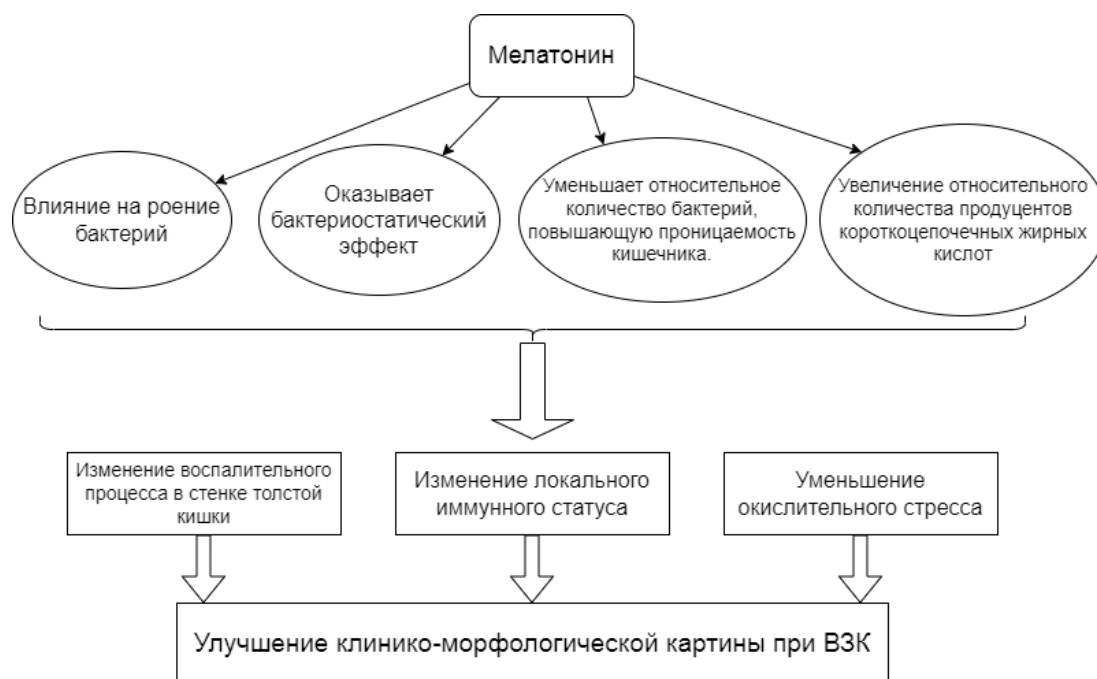 Мелатонин
Влияние на роение
бактерий
Оказывает
бактериостатический
эффект
Уменьшает относительное
количество бактерий,
повышающую проницаемость
кишечника.
Увеличение относительного
количества продуцентов
короткоцепочечных жирных
кислот
Изменение воспалительного
процесса в стенке толстой
кишки
Изменение локального
иммунного статуса
Уменьшение
окислительного стресса
Улучшение клинико-морфологической картины при ВЗК